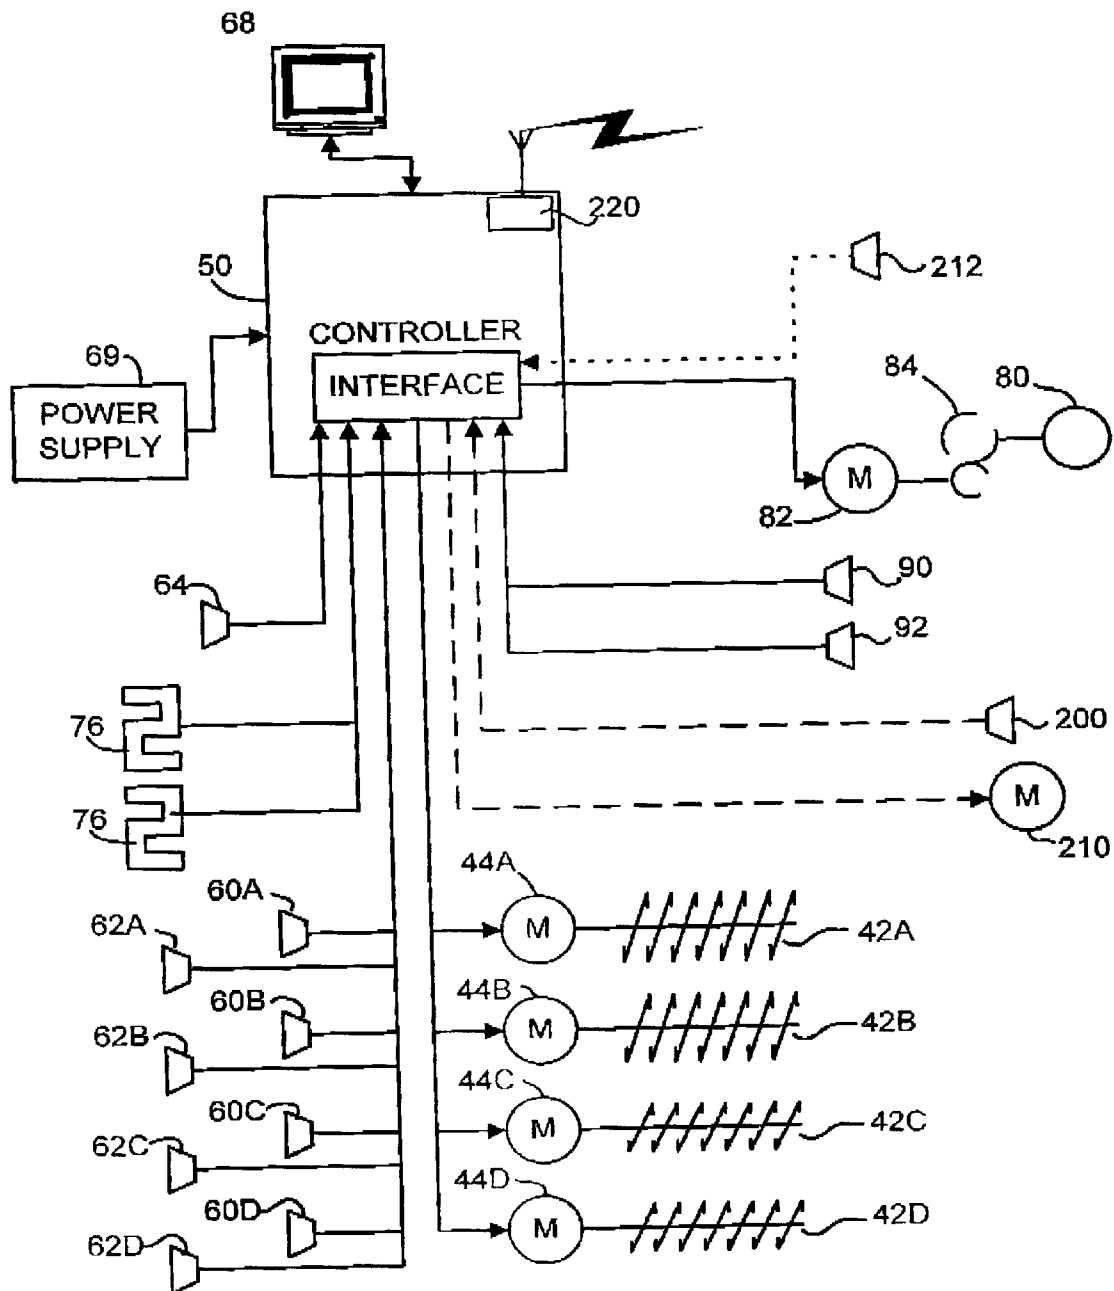 68
220
50
212
CONTROLLER
69
INTERFACE
84
80
POWER
SUPPLY
M
82
64
90
92
76
200
76
M
210
60A
44A
62A
M
42A
60B
44B
62B
M
42B
60C
44C
62C
M
42C
60D
44D
62D
M
42D